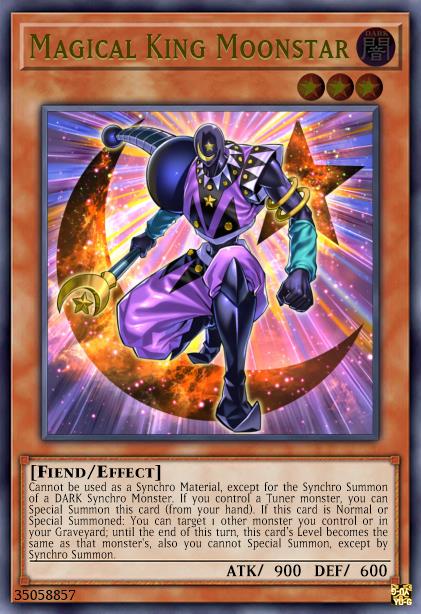 Magical King Moonstar
DARK
闇
[Fiend/Effect]
Cannot be used as a Synchro Material, except for the Synchro Summon
of a DARK Synchro Monster. If you control a Tuner monster, you can
Special Summon this card (from your hand). If this card is Normal or
Special Summoned: You can target 1 other monster you control or in
your Graveyard; until the end of this turn, this card's Level becomes the
same as that monster's, also you cannot Special Summon, except by
Synchro Summon.
ATK/ 900 DEF/ 600
35058857